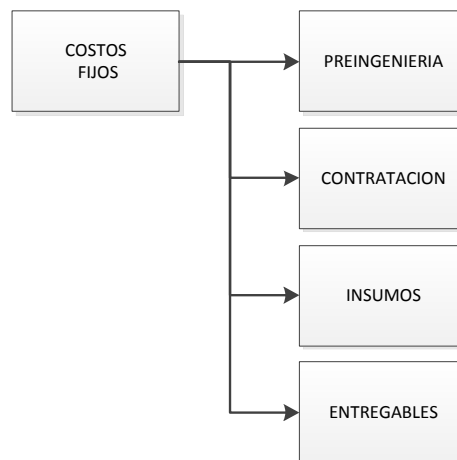 COSTOS
FIJOS
PREINGENIERIA
CONTRATACION
INSUMOS
ENTREGABLES